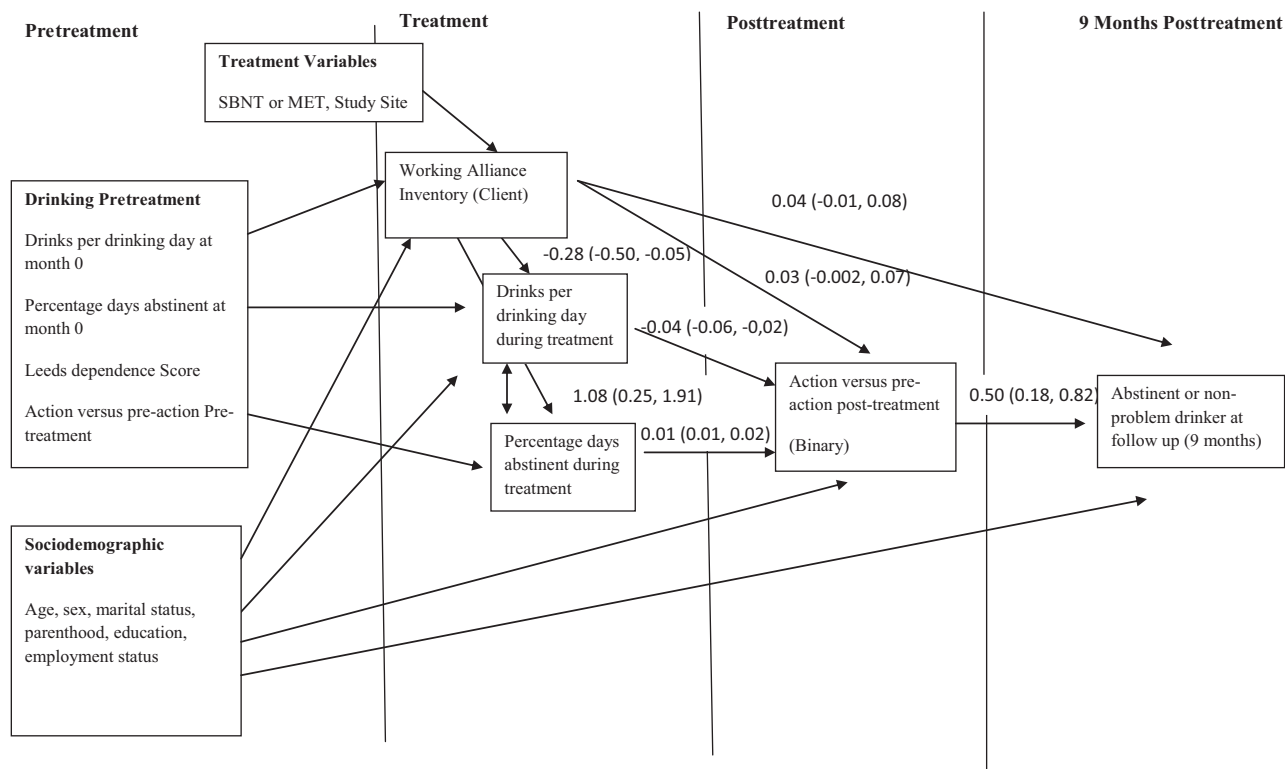 Pretreatment
Treatment
Posttreatment
9 Months Posttreatment
Treatment Variables
SBNT or MET, Study Site
Working Alliance
Inventory (Client)
Drinking Pretreatment
Drinks per drinking day at
month 0
Percentage days abstinent at
month 0
Leeds dependence Score
Action versus pre-action Pre-
treatment
0.04 (-0.01, 0.08)
-0.28 (-0.50, -0.05)
0.03 (-0.002, 0.07)
Drinks per
drinking day
during treatment
-0.04 (-0.06, -0,02)
Action versus pre-
action post-treatment
(Binary)
0.50 (0.18, 0.82)
Abstinent or non-
problem drinker at
follow up (9 months)
1.08 (0.25, 1.91)
Percentage days
abstinent during
treatment
0.01 (0.01, 0.02)
Sociodemographic
variables
Age, sex, marital status,
parenthood, education,
employment status